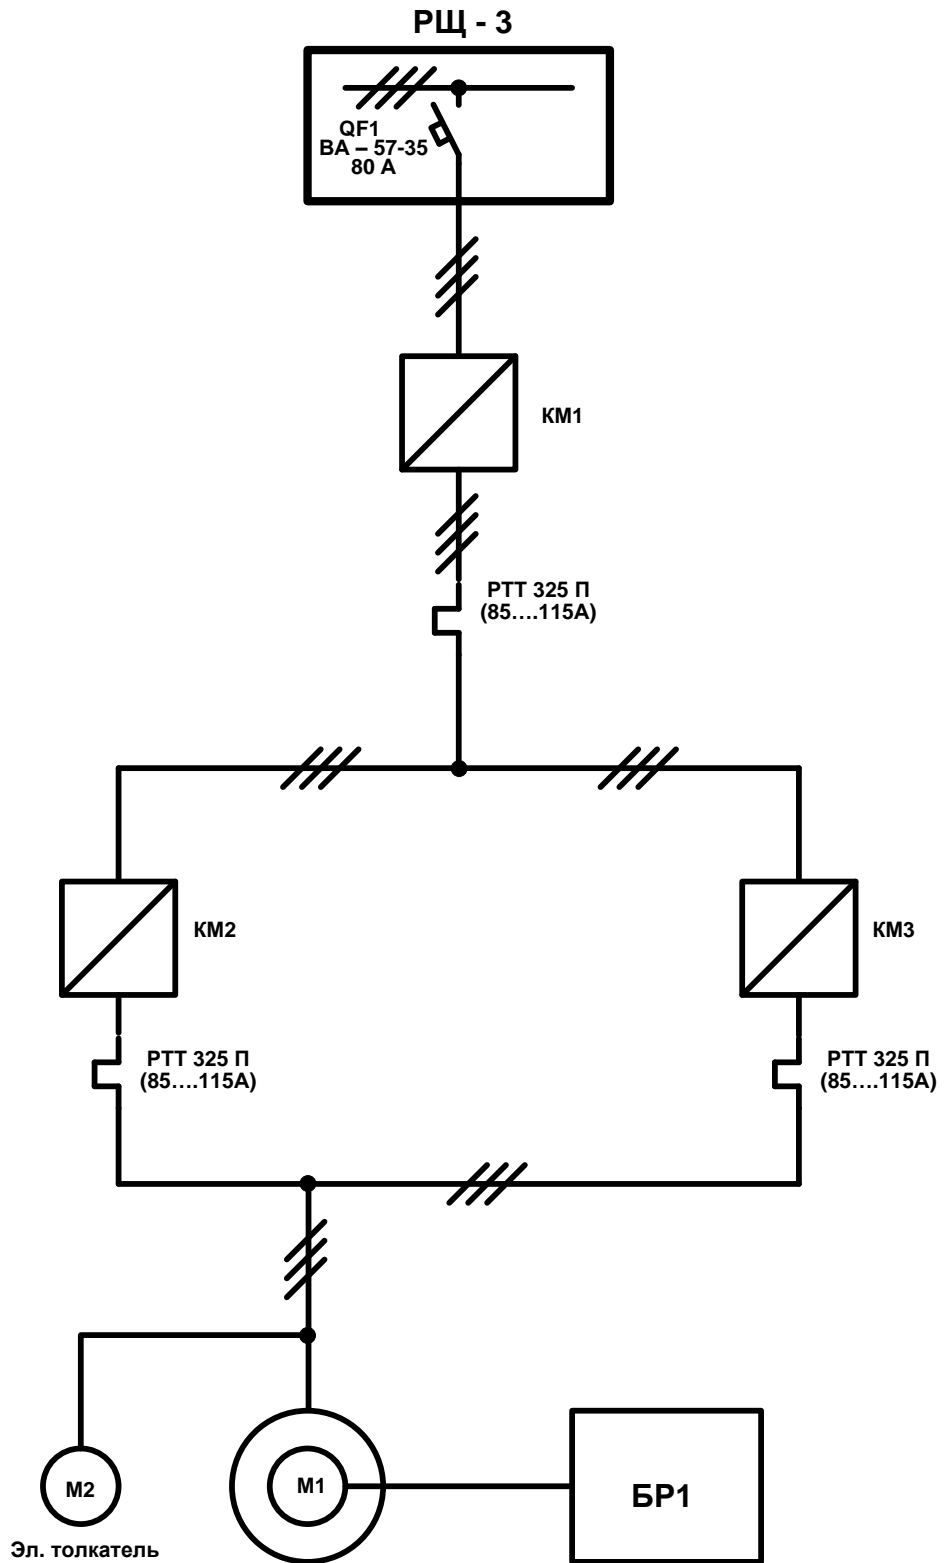 РЩ - 3
QF1
ВА – 57-35
80 А
КМ1
РТТ 325 П
(85….115А)
КМ2
КМ3
РТТ 325 П
(85….115А)
РТТ 325 П
(85….115А)
М2
М1
БР1
Эл. толкатель